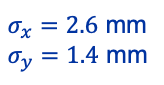 σx = 2.6 mm
σy = 1.4 mm